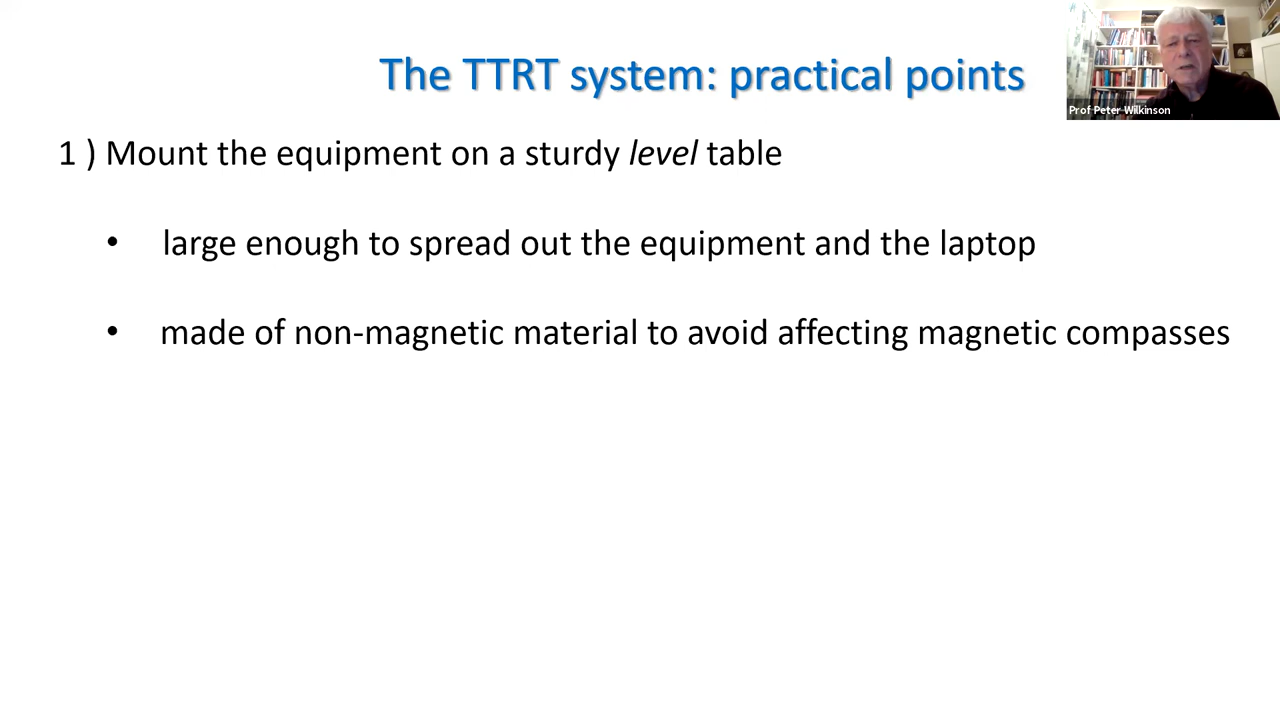 The TTRT system: practical points
Prof Peter Wilkinson
1 ) Mount the equipment on a sturdy level table
• large enough to spread out the equipment and the laptop
• made of non-magnetic material to avoid affecting magnetic compasses